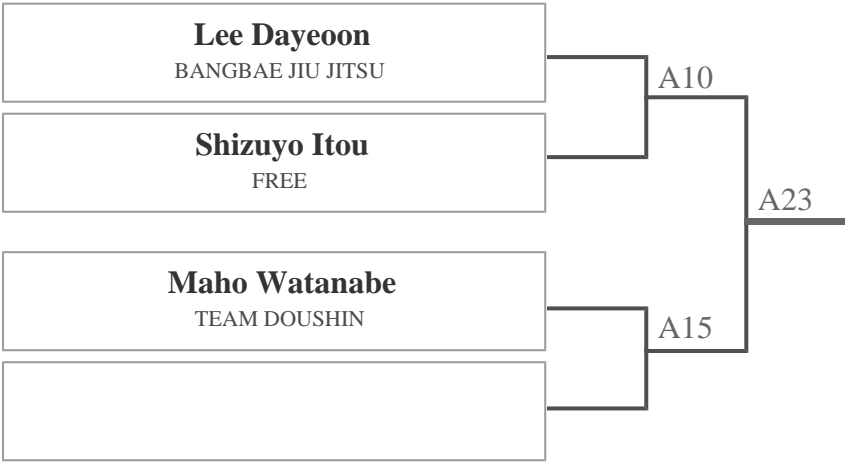 Lee Dayeoon
BANGBAE JIU JITSU
A10
Shizuyo Itou
FREE
A23
Maho Watanabe
TEAM DOUSHIN
A15